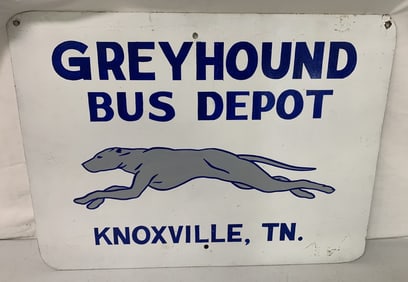 GREYHOUND
BUS DEPOT
KNOXVILLE, TN.